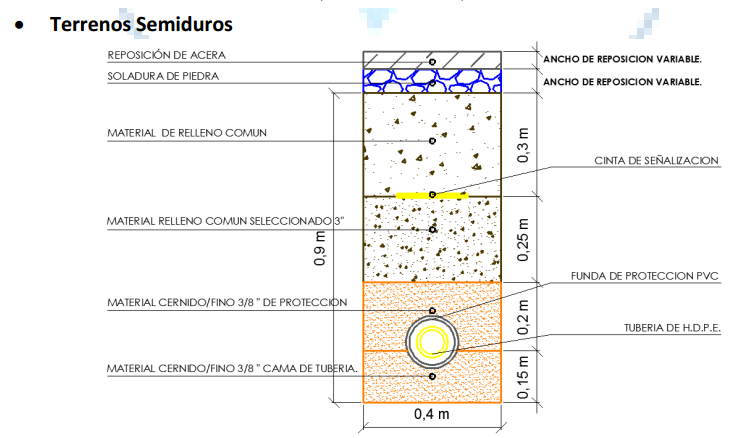 • Terrenos Semiduros
REPOSICIÓN DE ACERA
ANCHO DE REPOSICION VARIABLE.
SOLADURA DE PIEDRA
ANCHO DE REPOSICION VARIABLE.
MATERIAL DE RELLENO COMUN
0,3 m
CINTA DE SEÑALIZACION
MATERIAL RELLENO COMUN SELECCIONADO 3"
0,9 m
0,25 m
FUNDA DE PROTECCION PVC
MATERIAL CERNIDO/FINO 3/8 " DE PROTECCION
0,2 m
TUBERIA DE H.D.P.E.
MATERIAL CERNIDO/FINO 3/8 " CAMA DE TUBERIA.
0,15 m
0,4 m